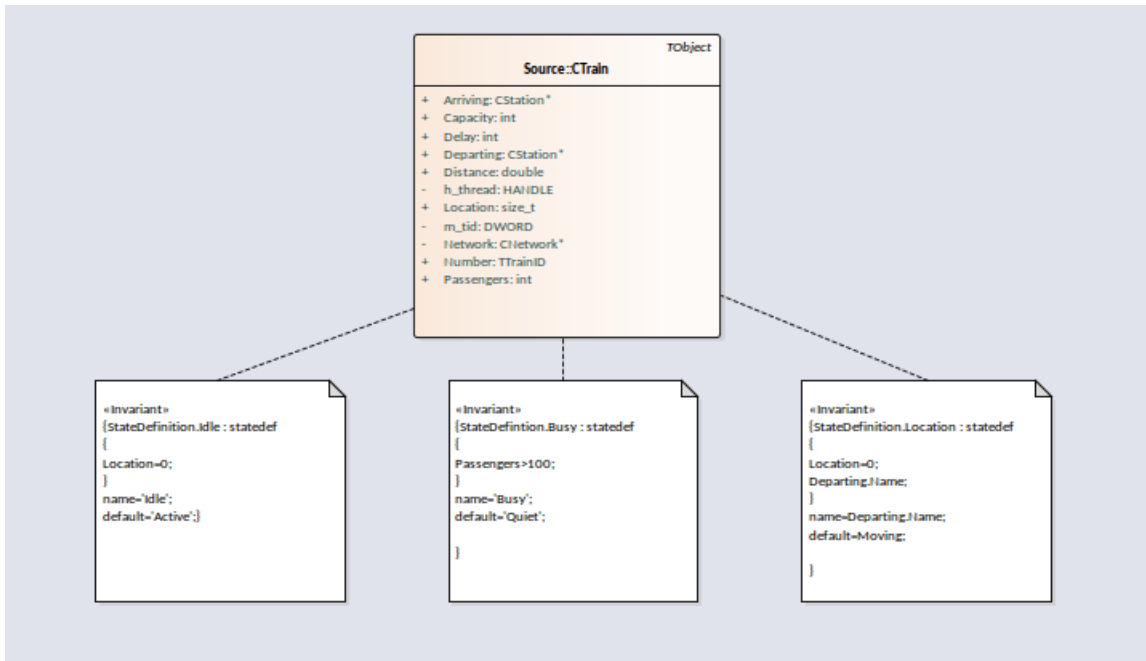 TObject
Source::CTrain
+ Arriving: CStation*
+ Capacity: int
+ Delay: int
+ Departing: CStation*
+ Distance: double
- h_thread: HANDLE
+ Location: size_t
- m_tid: DWORD
- Network: CNetwork*
+ Number: TTrainID
+ Passengers: int
«Invariant»
{StateDefinition.Idle : statedef
{
Location=0;
}
name='Idle';
default='Active';}
«Invariant»
{StateDefintion.Busy : statedef
{
Passengers>100;
}
name='Busy';
default='Quiet';
}
«Invariant»
{StateDefinition.Location : statedef
{
Location=0;
Departing.Name;
}
name=Departing.Name;
default=Moving;
}